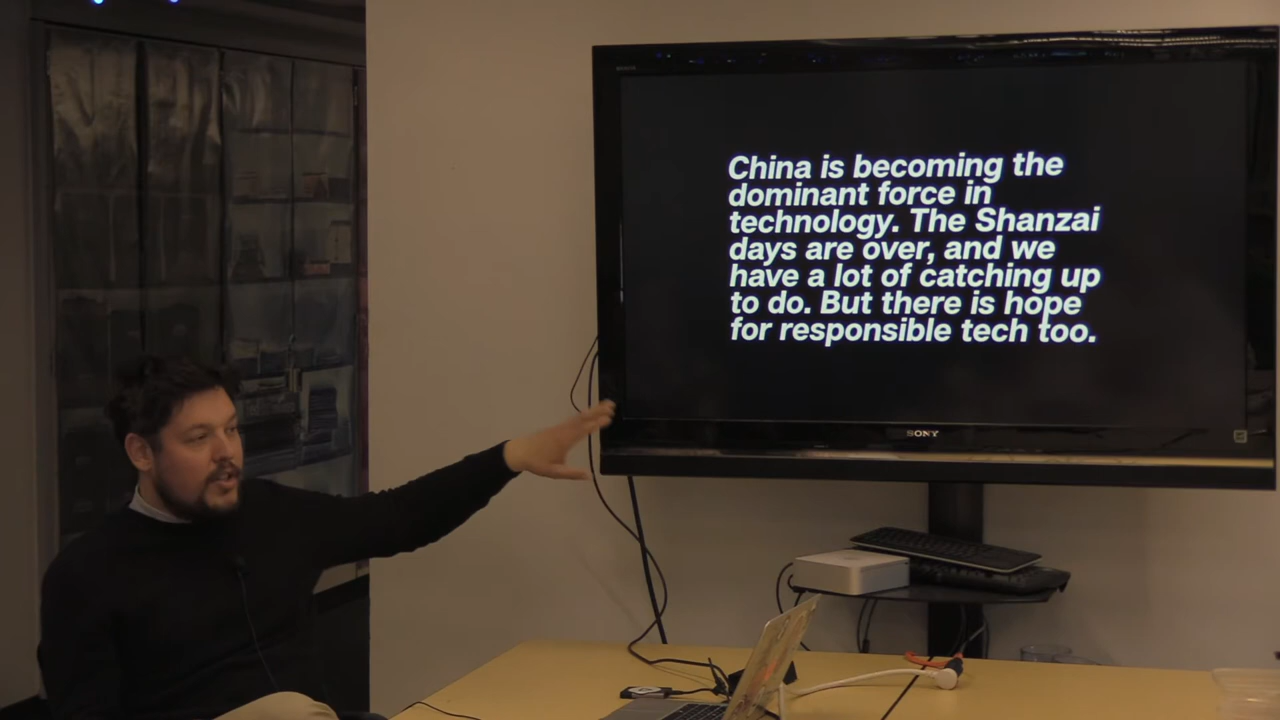 China is becoming the
dominant force in
technology. The Shanzai
days are over, and we
have a lot of catching up
to do. But there is hope
for responsible tech too.
SONY